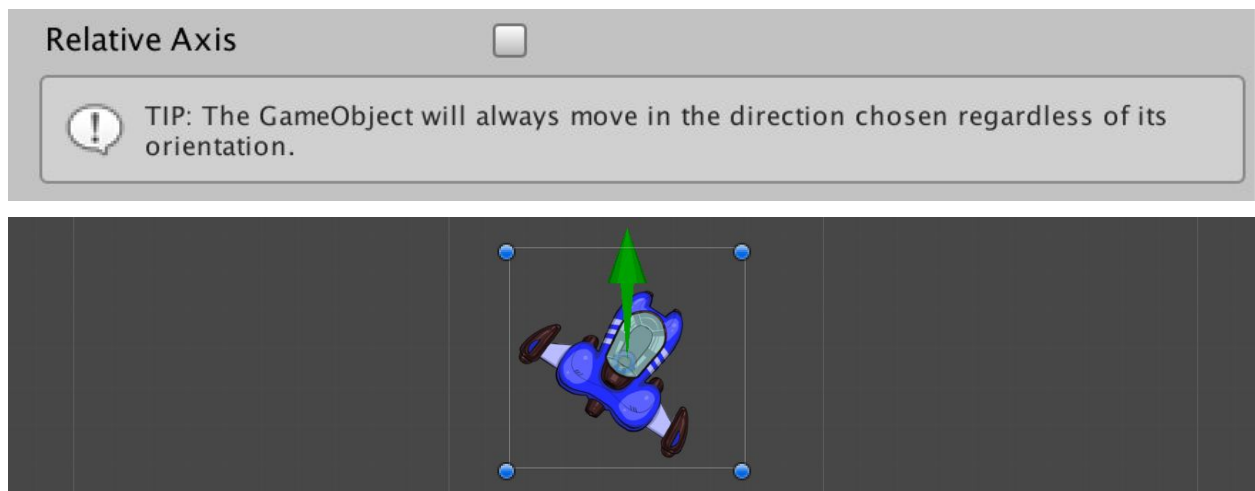 Relative Axis
TIP: The GameObject will always move in the direction chosen regardless of its
orientation.